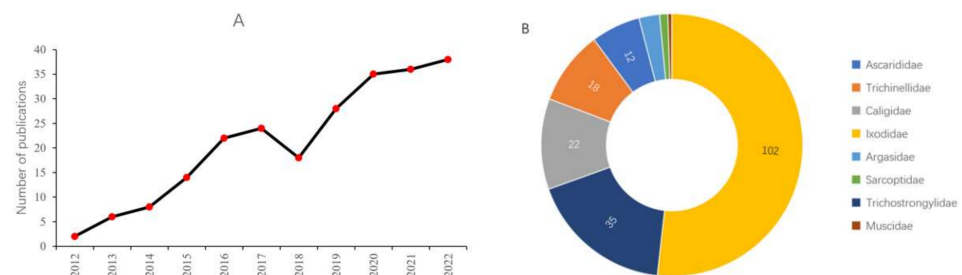 A
Number of publications
40
35
30
25
20
15
10
5
0
2012
2013
2014
2015
2016
2017
2018
2019
2020
2021
2022
B
12
18
22
35
102
Ascarididae
Trichinellidae
Caligidae
Ixodidae
Argasidae
Sarcoptidae
Trichostrongylidae
Muscidae